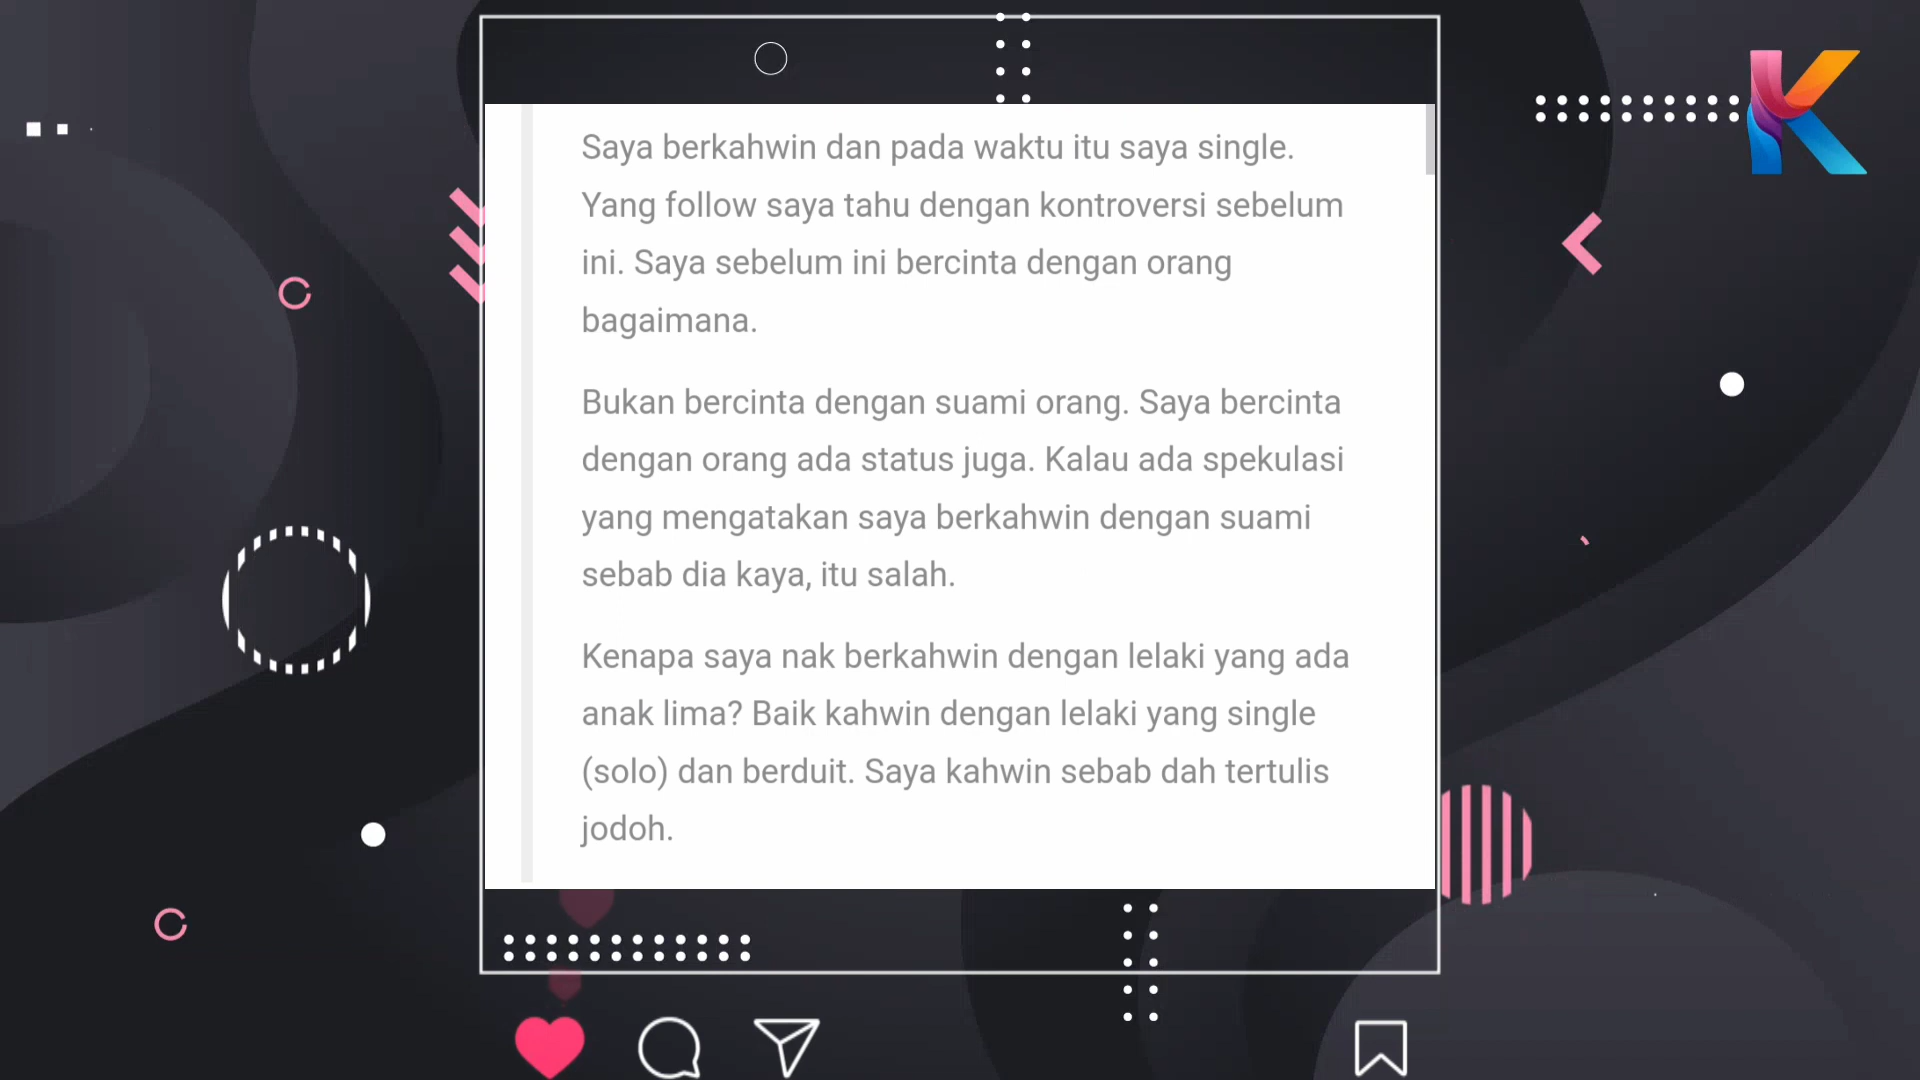 K
Saya berkahwin dan pada waktu itu saya single.
Yang follow saya tahu dengan kontroversi sebelum
ini. Saya sebelum ini bercinta dengan orang
bagaimana.
Bukan bercinta dengan suami orang. Saya bercinta
dengan orang ada status juga. Kalau ada spekulasi
yang mengatakan saya berkahwin dengan suami
sebab dia kaya, itu salah.
Kenapa saya nak berkahwin dengan lelaki yang ada
anak lima? Baik kahwin dengan lelaki yang single
(solo) dan berduit. Saya kahwin sebab dah tertulis
jodoh.